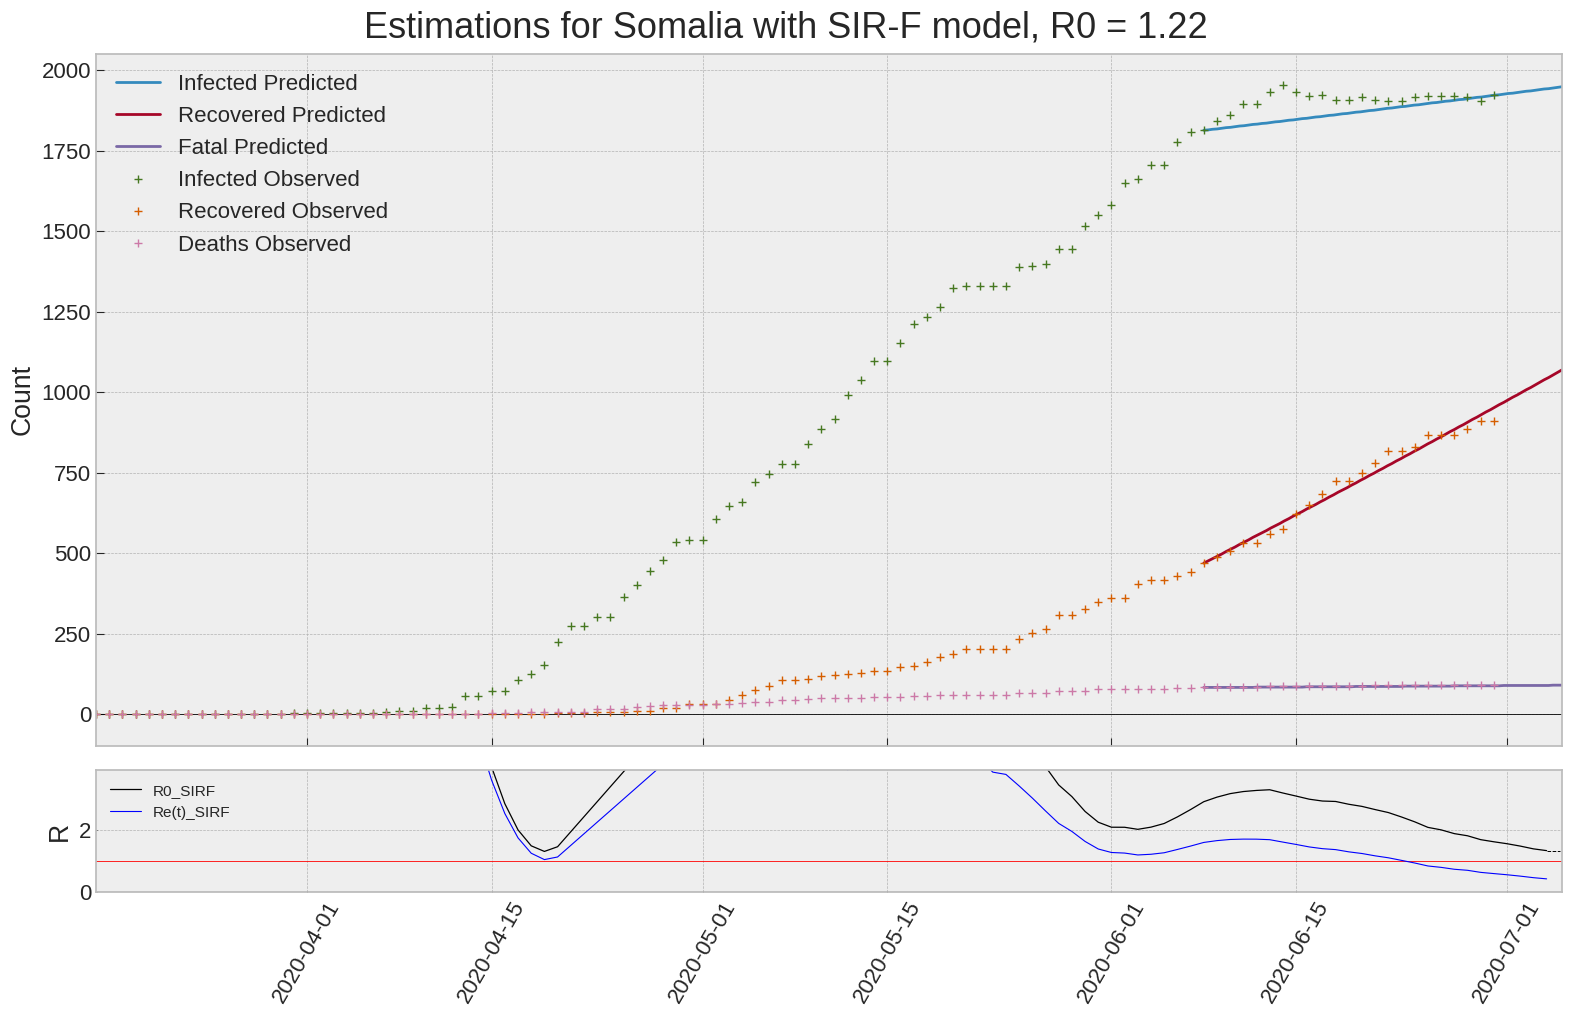 Estimations for Somalia with SIR-F model, R0 = 1.22
2000
1750
1500
1250
1000
750
500
250
0
Count
Infected Predicted
Recovered Predicted
Fatal Predicted
Infected Observed
Recovered Observed
Deaths Observed
R0_SIRF
Re(t)_SIRF
R
2
0
2020-04-01
2020-04-15
2020-05-01
2020-05-15
2020-06-01
2020-06-15
2020-07-01